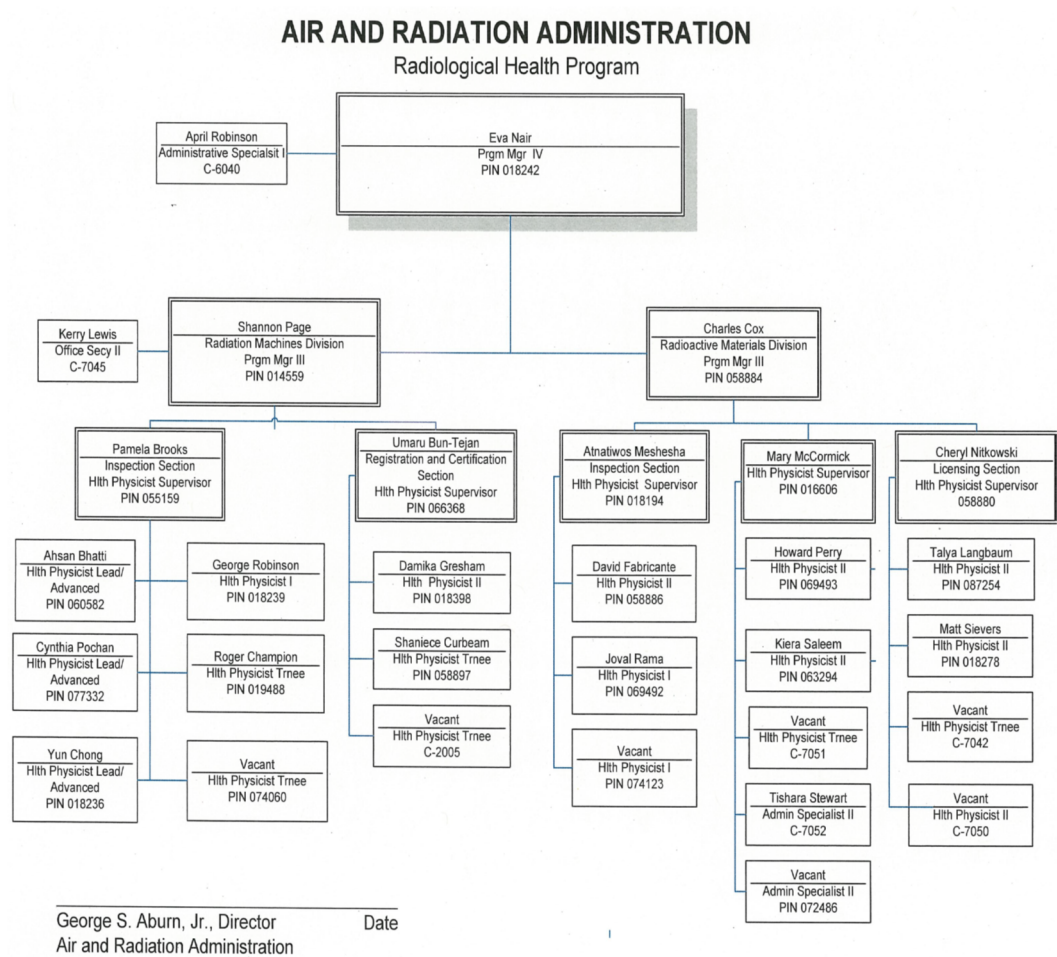 AIR AND RADIATION ADMINISTRATION
Radiological Health Program
April Robinson
Administrative Specialsit I
C-6040
Eva Nair
Prgm Mgr IV
PIN 018242
Kerry Lewis
Office Secy II
C-7045
Shannon Page
Radiation Machines Division
Prgm Mgr III
PIN 014559
Charles Cox
Radioactive Materials Division
Prgm Mgr III
PIN 058884
Pamela Brooks
Inspection Section
Hlth Physicist Supervisor
PIN 055159
Umaru Bun-Tejan
Registration and Certification
Section
Hlth Physicist Supervisor
PIN 066368
Atnatiwos Meshesha
Inspection Section
Hlth Physicist Supervisor
PIN 018194
Mary McCormick
Hlth Physicist Supervisor
PIN 016606
Cheryl Nitkowski
Licensing Section
Hlth Physicist Supervisor
058880
Ahsan Bhatti
Hlth Physicist Lead/
Advanced
PIN 060582
George Robinson
Hlth Physicist I
PIN 018239
Damika Gresham
Hlth Physicist II
PIN 018398
David Fabricante
Hlth Physicist II
PIN 058886
Howard Perry
Hlth Physicist II
PIN 069493
Talya Langbaum
Hlth Physicist II
PIN 087254
Cynthia Pochan
Hlth Physicist Lead/
Advanced
PIN 077332
Roger Champion
Hlth Physicist Trnee
PIN 019488
Shaniece Curbeam
Hlth Physicist Trnee
PIN 058897
Joval Rama
Hlth Physicist I
PIN 069492
Kiera Saleem
Hlth Physicist II
PIN 063294
Matt Sievers
Hlth Physicist II
PIN 018278
Yun Chong
Hlth Physicist Lead/
Advanced
PIN 018236
Vacant
Hlth Physicist Trnee
PIN 074060
Vacant
Hlth Physicist Trnee
C-2005
Vacant
Hlth Physicist I
PIN 074123
Vacant
Hlth Physicist Trnee
C-7051
Vacant
Hlth Physicist II
C-7042
Tishara Stewart
Admin Specialist II
C-7052
Vacant
Hlth Physicist II
C-7050
Vacant
Admin Specialist II
PIN 072486
George S. Aburn, Jr., Director Date
Air and Radiation Administration